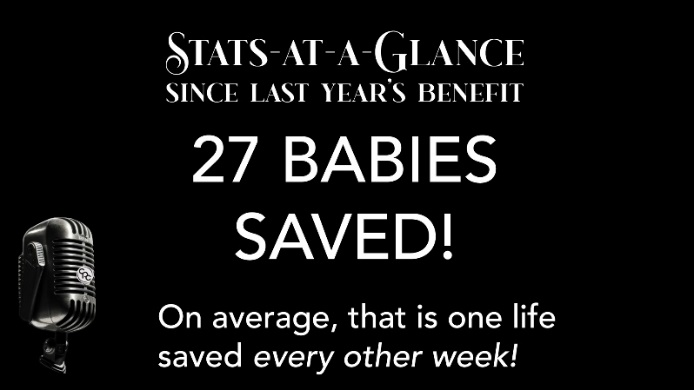 STATS-AT-A-GLANCE
SINCE LAST YEAR'S BENEFIT
27 BABIES
SAVED!
On average, that is one life
saved every other week!